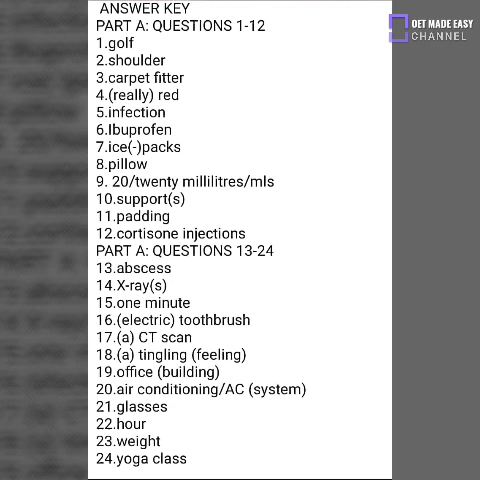 ANSWER KEY
PART A: QUESTIONS 1-12
1.golf
2.shoulder
3.carpet fitter
4.(really) red
5.infection
6.Ibuprofen
7.ice(-)packs
8.pillow
9. 20/twenty millilitres/mls
10.support(s)
11.padding
12.cortisone injections
PART A: QUESTIONS 13-24
13.abscess
14.X-ray(s)
15.one minute
16.(electric) toothbrush
17.(a) CT scan
18.(a) tingling (feeling)
19.office (building)
20.air conditioning/AC (system)
21.glasses
22.hour
23.weight
24.yoga class
OET MADE EASY
CHANNEL